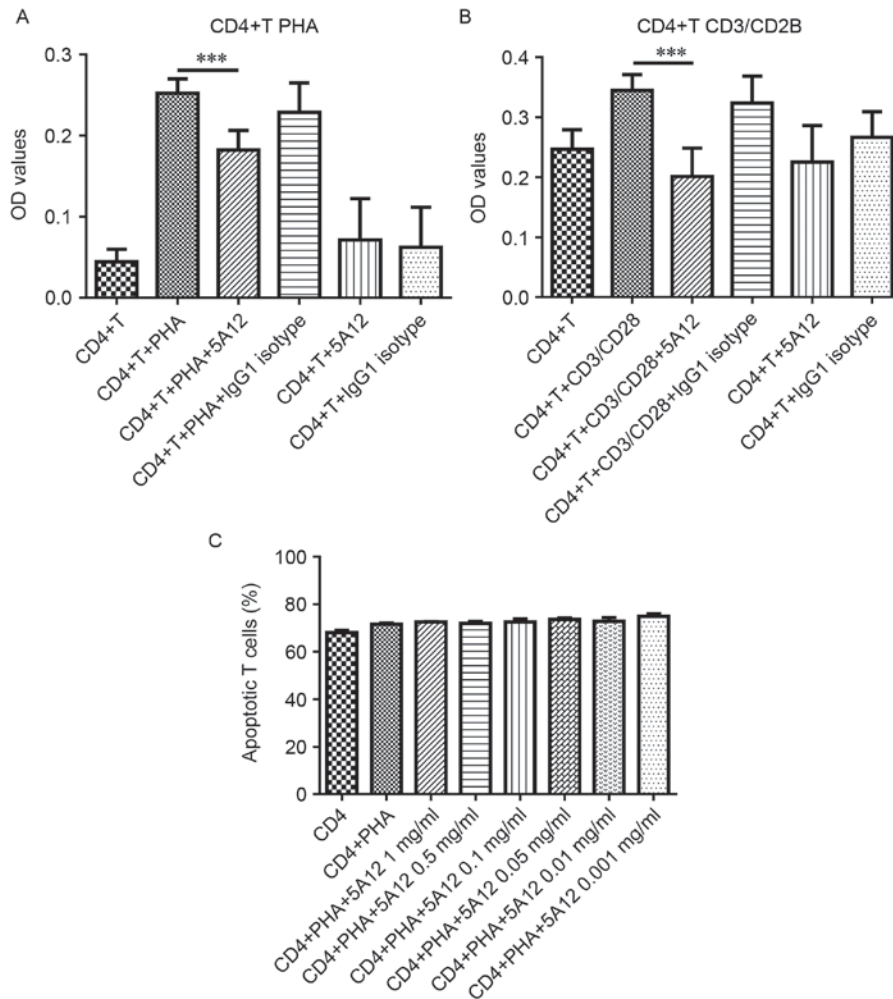 A
CD4+T PHA
***
OD values
0.3
0.2
0.1
0.0
CD4+T
CD4+T+PHA
CD4+T+PHA+5A12
CD4+T+PHA+IgG1 isotype
CD4+T+5A12
CD4+T+IgG1 isotype
B
CD4+T CD3/CD2B
***
OD values
0.4
0.3
0.2
0.3
0.0
CD4+T
CD4+T+CD3/CD28
CD4+T+CD3/CD28+5A12
CD4+T+CD3/CD28+IgG1 isotype
CD4+T+5A12
CD4+T+IgG1 isotype
C
Apoptotic T cells (%)
100
80
60
40
20
0
CD4
CD4+PHA
CD4+PHA+5A12 1 mg/ml
CD4+PHA+5A12 0.5 mg/ml
CD4+PHA+5A12 0.1 mg/ml
CD4+PHA+5A12 0.05 mg/ml
CD4+PHA+5A12 0.01 mg/ml
CD4+PHA+5A12 0.001 mg/ml